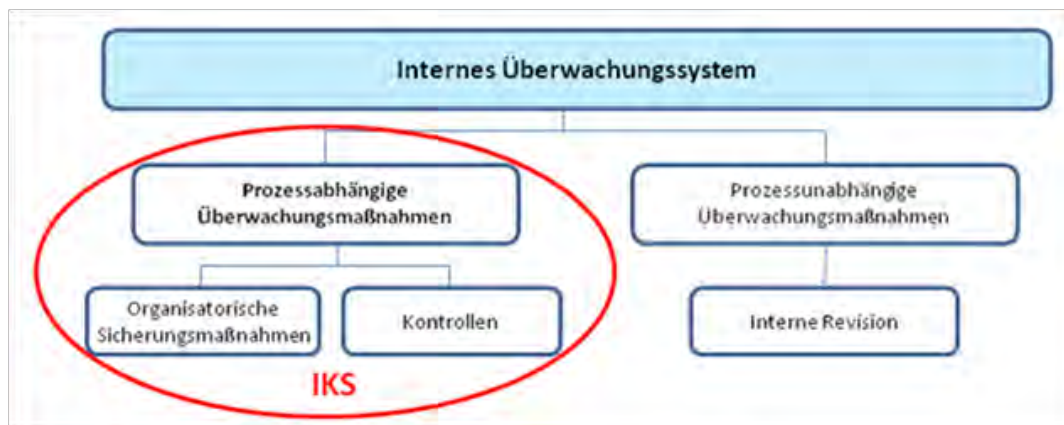 Internes Überwachungssystem
Prozessabhängige
Überwachungsmaßnahmen
Prozessunabhängige
Überwachungsmaßnahmen
Organisatorische
Sicherungsmaßnahmen
Kontrollen
Interne Revision
IKS